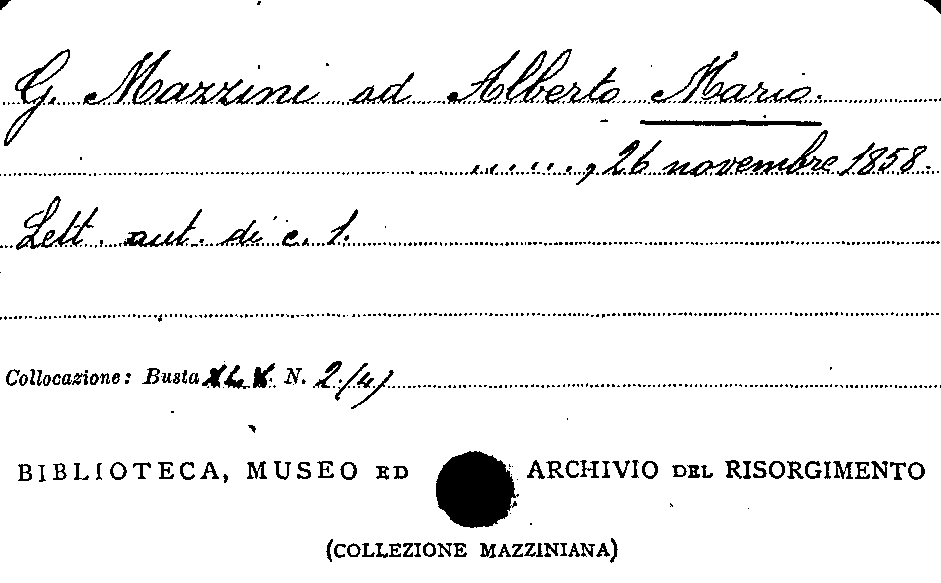 G. Mazzini ad Alberto Mario.
......, 26 novembre 1858.
Lett. aut. di c. 1.
Collocazione: Busta N. 2/4)
BIBLIOTECA, MUSEO ED ARCHIVIO DEL RISORGIMENTO
(COLLEZIONE MAZZINIANA)